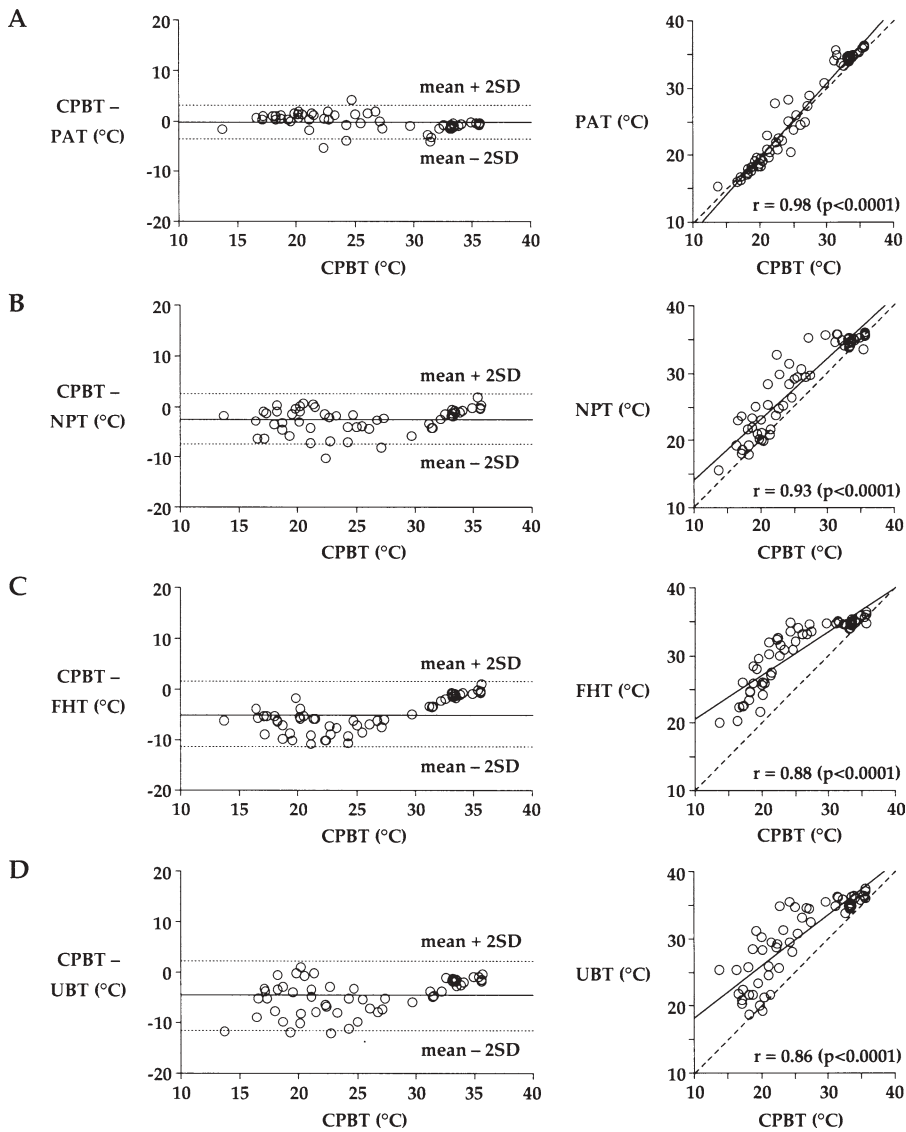 A
CPBT –
PAT (°C)
20
10
0
-10
-20
mean + 2SD
mean – 2SD
10 15 20 25 30 35 40
CPBT (°C)
PAT (°C)
40
30
20
10
r = 0.98 (p<0.0001)
10 20 30 40
CPBT (°C)
B
CPBT –
NPT (°C)
20
10
0
-10
-20
mean + 2SD
mean – 2SD
10 15 20 25 30 35 40
CPBT (°C)
NPT (°C)
40
30
20
10
r = 0.93 (p<0.0001)
10 20 30 40
CPBT (°C)
C
CPBT –
FHT (°C)
20
10
0
-10
-20
mean + 2SD
mean – 2SD
10 15 20 25 30 35 40
CPBT (°C)
FHT (°C)
40
30
20
10
r = 0.88 (p<0.0001)
10 20 30 40
CPBT (°C)
D
CPBT –
UBT (°C)
20
10
0
-10
-20
mean + 2SD
mean – 2SD
10 15 20 25 30 35 40
CPBT (°C)
UBT (°C)
40
30
20
10
r = 0.86 (p<0.0001)
10 20 30 40
CPBT (°C)